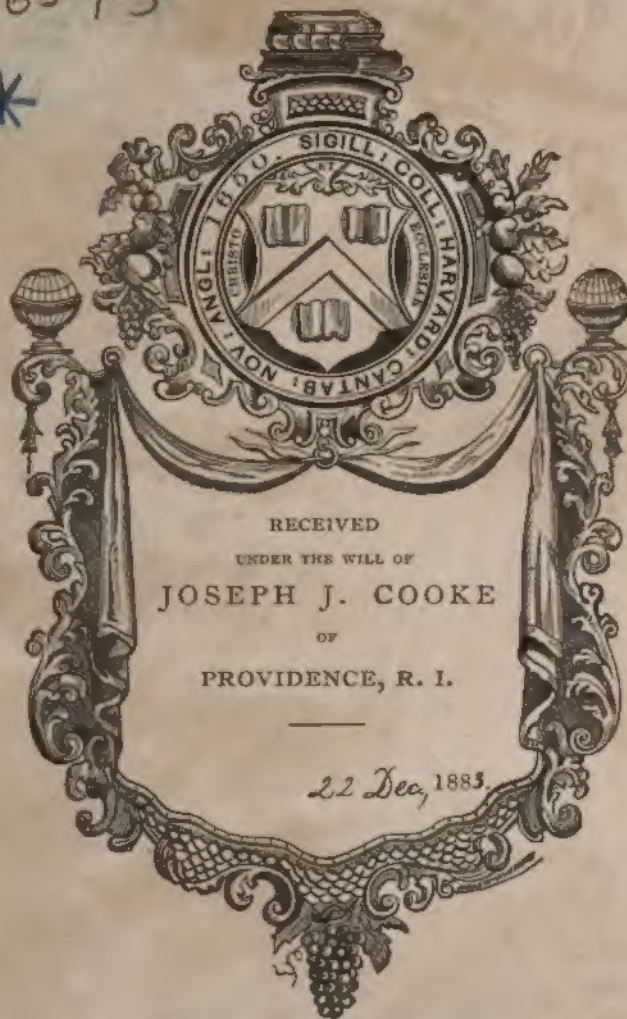 SIGILL: COLL: HARVARD: CANTAB: NOV: ANGL: 1650.
CHRISTO
ET
ECCLESIAE
RECEIVED
UNDER THE WILL OF
JOSEPH J. COOKE
OF
PROVIDENCE, R. I.
22 Dec, 1883.